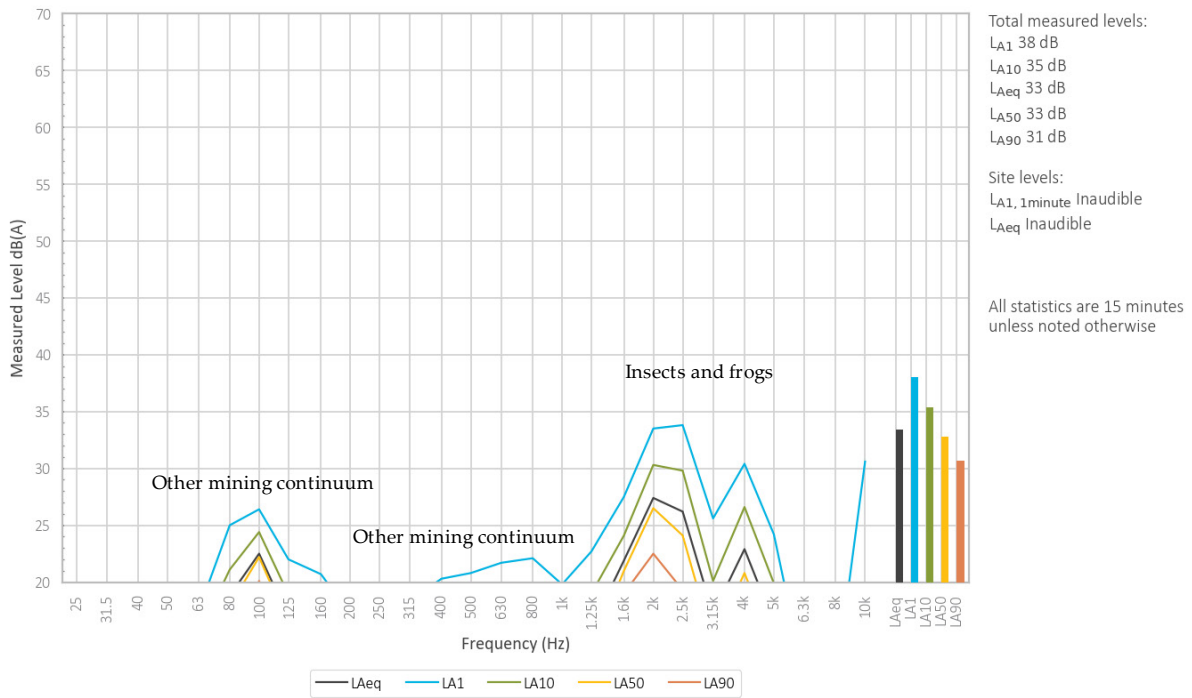 70
65
60
55
50
45
40
35
30
25
20
Measured Level dB(A)
Other mining continuum
Other mining continuum
Insects and frogs
25
31.5
40
50
63
80
100
125
160
200
250
315
400
500
630
800
1k
1.25k
1.6k
2k
2.5k
3.15k
4k
5k
6.3k
8k
10k
LAeq
LA1
LA10
LA50
LA90
Frequency (Hz)
LAeq LA1 LA10 LA50 LA90
Total measured levels:
LA1 38 dB
LA10 35 dB
LAeq 33 dB
LA50 33 dB
LA90 31 dB
Site levels:
LA1, 1minute Inaudible
LAeq Inaudible
All statistics are 15 minutes
unless noted otherwise